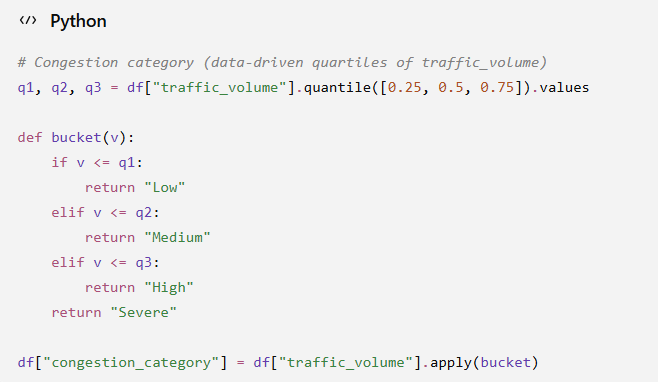 </> Python
# Congestion category (data-driven quartiles of traffic_volume)
q1, q2, q3 = df["traffic_volume"].quantile([0.25, 0.5, 0.75]).values

def bucket(v):
    if v <= q1:
        return "Low"
    elif v <= q2:
        return "Medium"
    elif v <= q3:
        return "High"
    return "Severe"

df["congestion_category"] = df["traffic_volume"].apply(bucket)